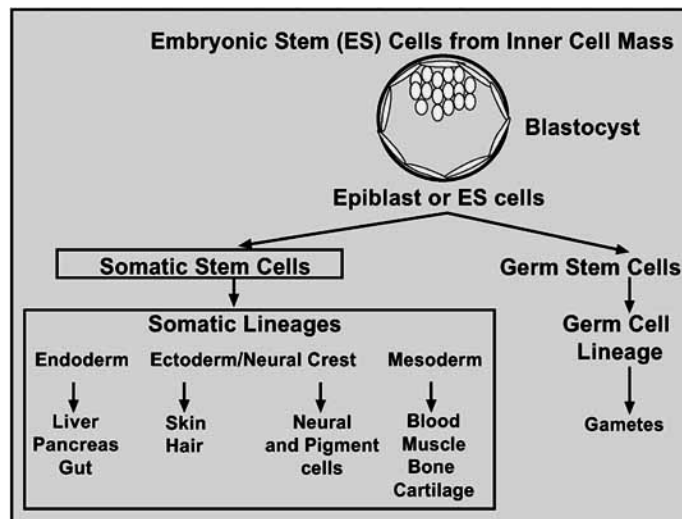 Embryonic Stem (ES) Cells from Inner Cell Mass
Blastocyst
Epiblast or ES cells
Somatic Stem Cells
Germ Stem Cells
Somatic Lineages
Endoderm
Ectoderm/Neural Crest
Mesoderm
Liver
Pancreas
Gut
Skin
Hair
Neural
and Pigment
cells
Blood
Muscle
Bone
Cartilage
Germ Cell
Lineage
Gametes